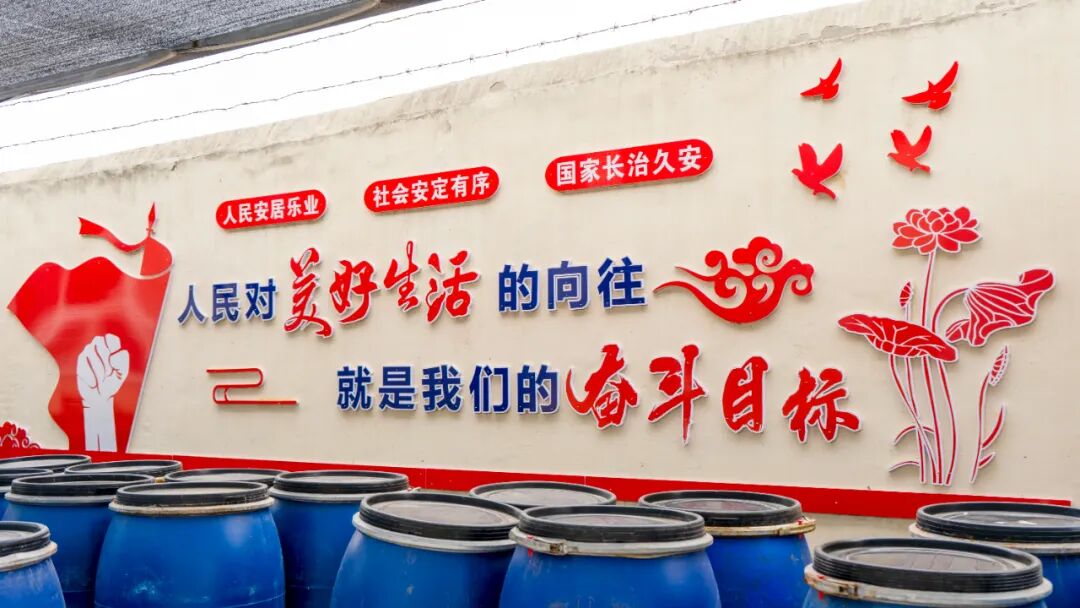 人民安居乐业 社会安定有序 国家长治久安
人民对美好生活的向往
就是我们的奋斗目标